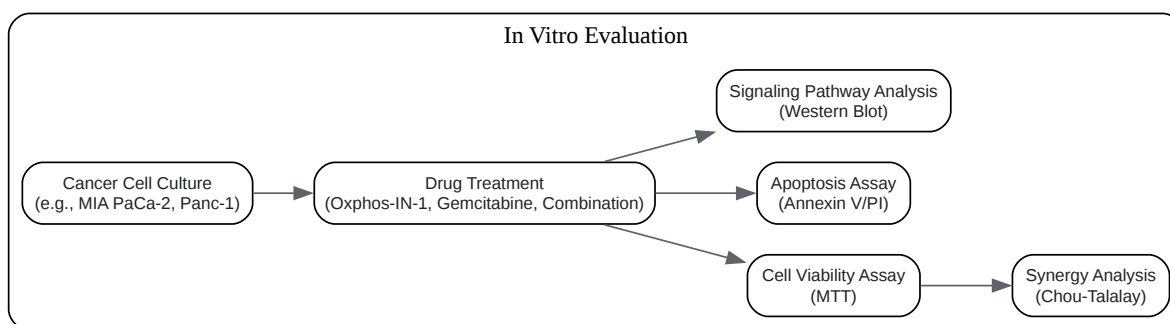 In Vitro Evaluation
Signaling Pathway Analysis
(Western Blot)
Cancer Cell Culture
(e.g., MIA PaCa-2, Panc-1)
Drug Treatment
(Oxphos-IN-1, Gemcitabine, Combination)
Apoptosis Assay
(Annexin V/PI)
Cell Viability Assay
(MTT)
Synergy Analysis
(Chou-Talalay)